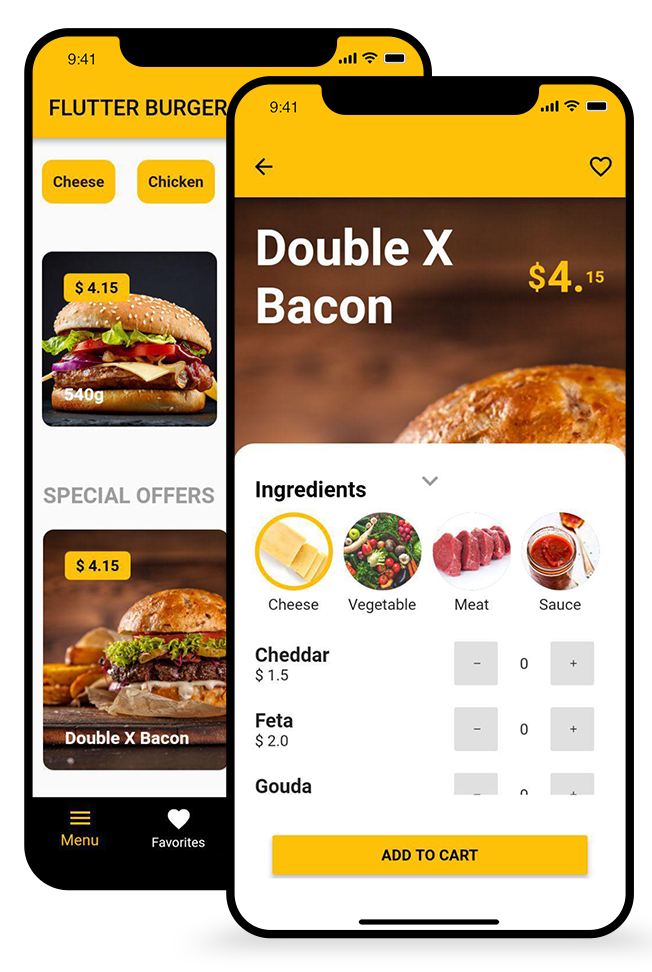 9:41
FLUTTER BURGER
Cheese
Chicken
$ 4.15
540g
SPECIAL OFFERS
$ 4.15
Double X Bacon
Menu
Favorites
9:41
Double X
Bacon
$4.15
Ingredients
Cheese
Vegetable
Meat
Sauce
Cheddar
$ 1.5
− 0 +
Feta
$ 2.0
− 0 +
Gouda
− 0 +
ADD TO CART